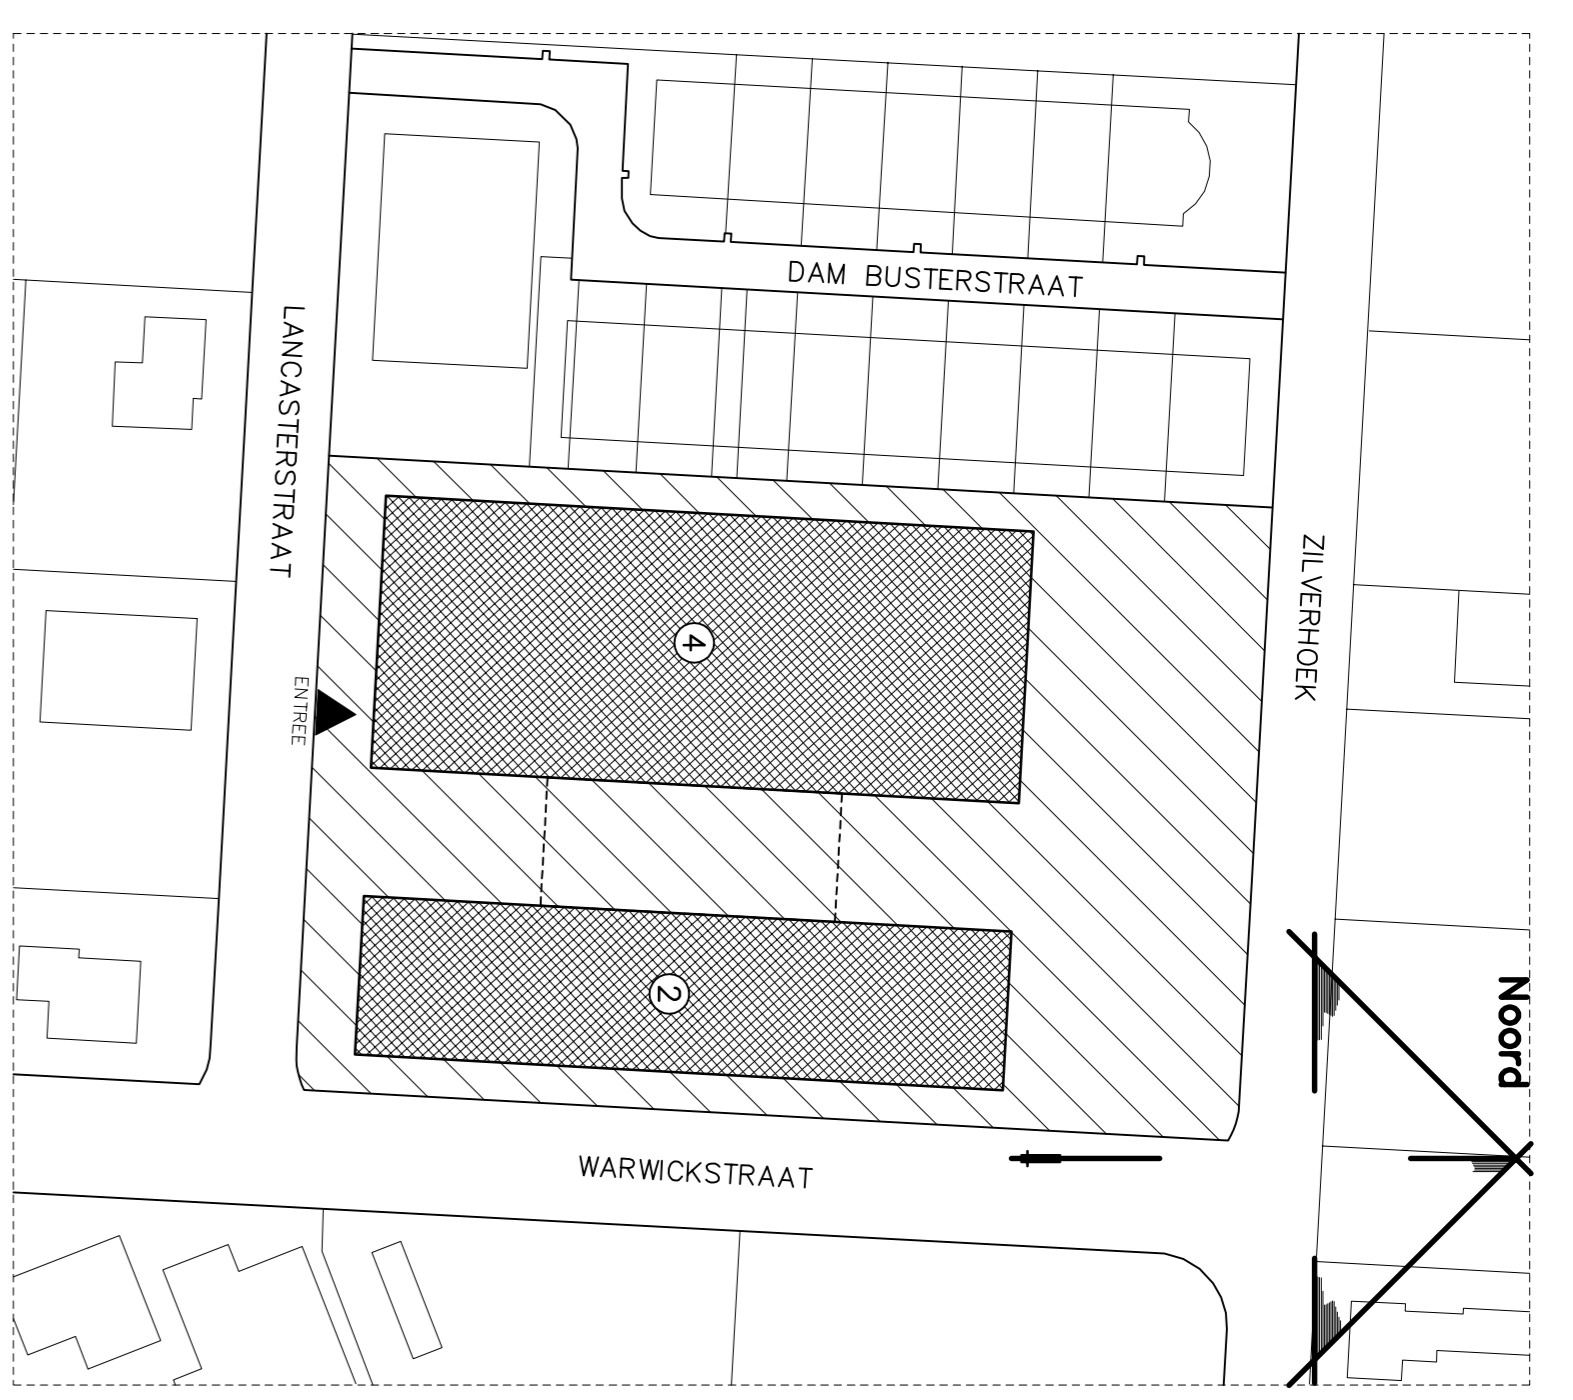 DAM BUSTERSTRAAT
LANCASTERSTRAAT
ZILVERHOEK
4
ENTREE
2
Noord
WARWICKSTRAAT